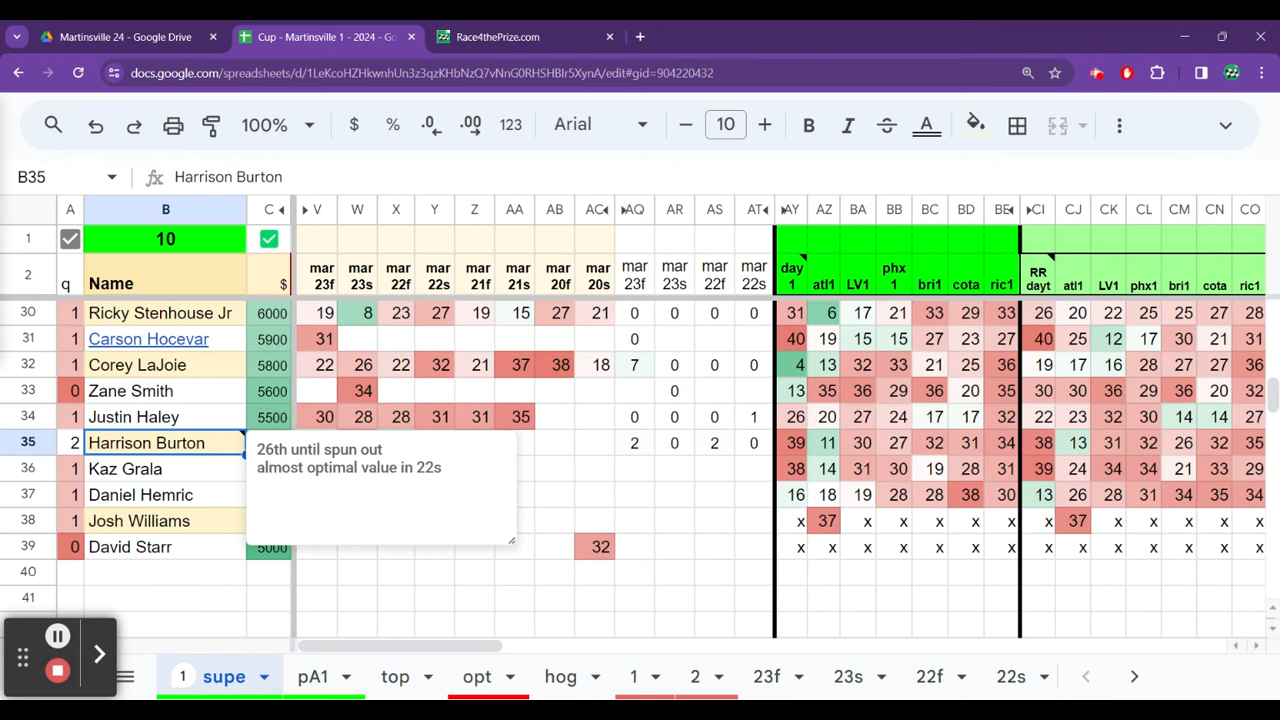 Martinsville 24 - Google Drive
Cup - Martinsville 1 - 2024 - Go
Race4thePrize.com
docs.google.com/spreadsheets/d/1LeKcoHZHkwnhUn3z3qzKHbNzQ7vNnG0RHSHBIr5XynA/edit#gid=904220432
100% $ % .0 .00 123 Arial 10 B I S A
B35 fx Harrison Burton
A B C V W X Y Z AA AB AC AQ AR AS AT AY AZ BA BB BC BD BE CI CJ CK CL CM CN CO
1 10
2 q Name $ mar 23f mar 23s mar 22f mar 22s mar 21f mar 21s mar 20f mar 20s mar 23f mar 23s mar 22f mar 22s day 1 atl1 LV1 phx 1 bri1 cota ric1 RR dayt atl1 LV1 phx1 bri1 cota ric1
30 1 Ricky Stenhouse Jr 6000 19 8 23 27 19 15 27 21 0 0 0 0 31 6 17 21 33 29 33 26 20 22 25 25 27 28
31 1 Carson Hocevar 5900 31 0 40 19 15 15 27 23 27 40 25 12 17 30 21 31
32 1 Corey LaJoie 5800 22 26 22 32 21 37 38 18 7 0 0 0 4 13 32 33 21 25 36 19 17 16 28 27 27 36
33 0 Zane Smith 5600 34 0 13 35 36 29 36 20 35 30 30 36 29 36 20 32
34 1 Justin Haley 5500 30 28 28 31 31 35 0 0 0 1 26 20 27 24 17 17 32 22 23 32 30 14 14 27
35 2 Harrison Burton 2 0 2 0 39 11 30 27 32 31 34 38 13 31 32 26 32 35
26th until spun out
almost optimal value in 22s
36 1 Kaz Grala 38 14 31 30 19 28 31 39 24 34 34 21 33 29
37 1 Daniel Hemric 16 18 19 28 28 38 30 13 26 28 31 34 35 34
38 1 Josh Williams x 37 x x x x x x 37 x x x x x
39 0 David Starr 5000 32 x x x x x x x x x x x x x x
40
41
1 supe pA1 top opt hog 1 2 23f 23s 22f 22s